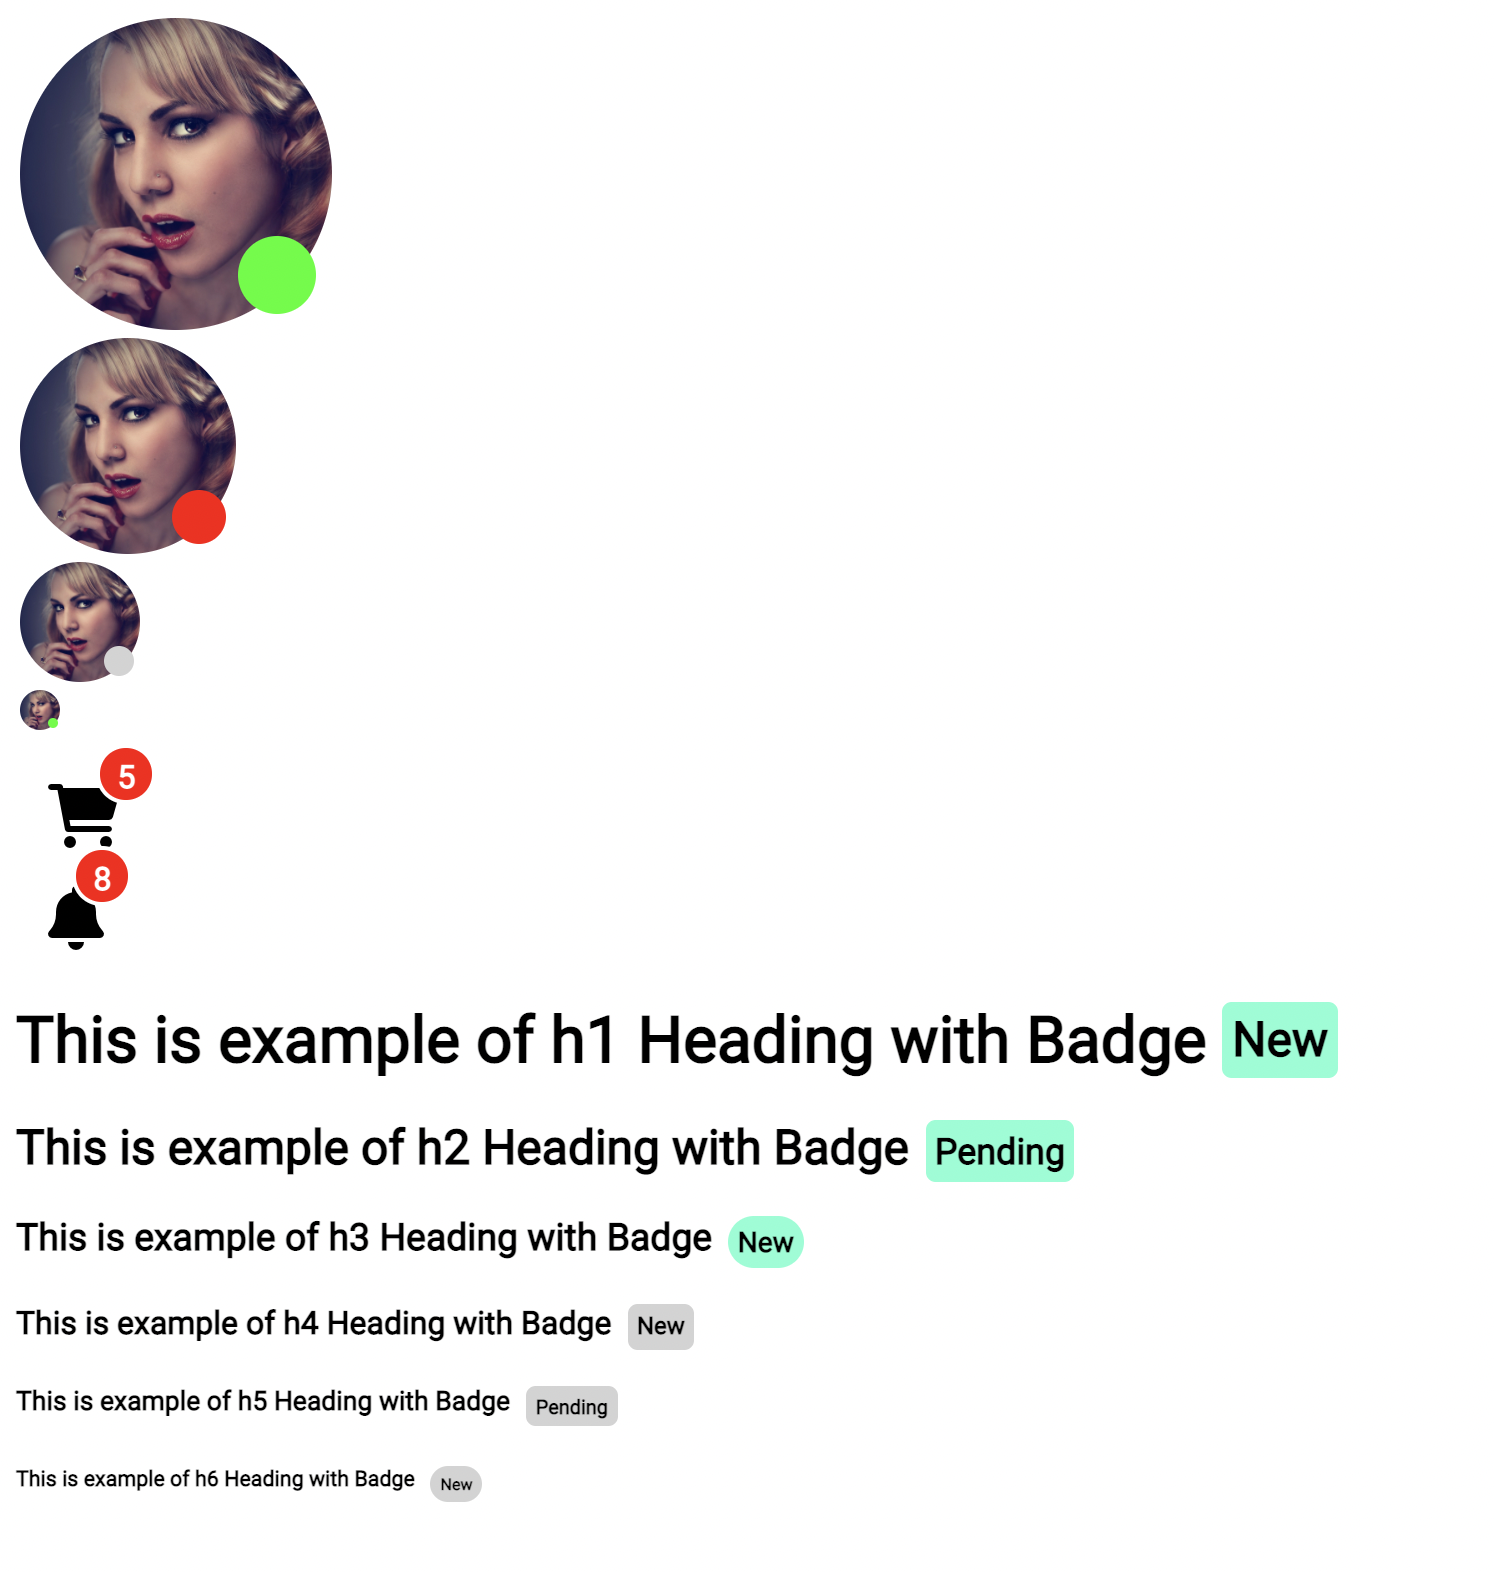 5
8
This is example of h1 Heading with Badge New
This is example of h2 Heading with Badge Pending
This is example of h3 Heading with Badge New
This is example of h4 Heading with Badge New
This is example of h5 Heading with Badge Pending
This is example of h6 Heading with Badge New